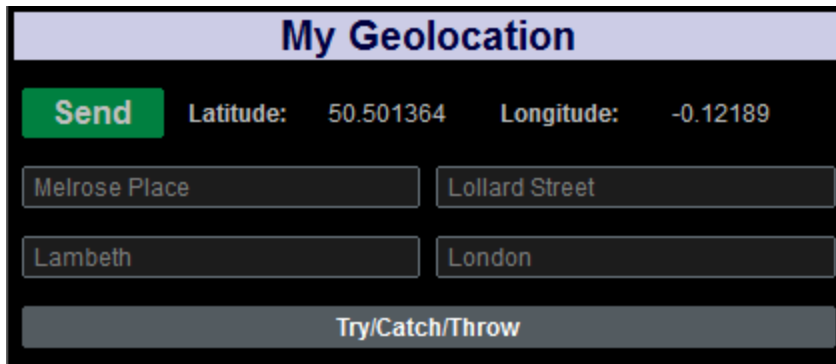 My Geolocation
Send Latitude: 50.501364 Longitude: -0.12189
Melrose Place Lollard Street
Lambeth London
Try/Catch/Throw